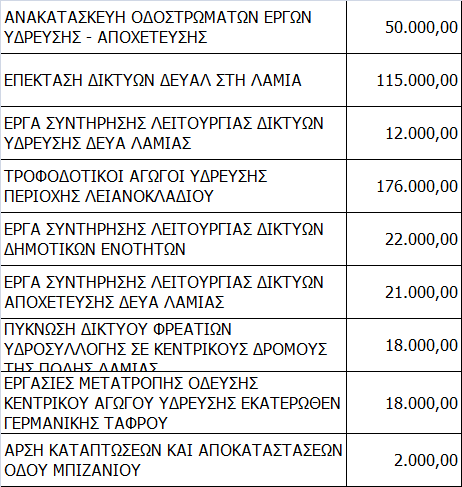 ΑΝΑΚΑΤΑΣΚΕΥΗ ΟΔΟΣΤΡΩΜΑΤΩΝ ΕΡΓΩΝ
ΥΔΡΕΥΣΗΣ - ΑΠΟΧΕΤΕΥΣΗΣ
50.000,00
ΕΠΕΚΤΑΣΗ ΔΙΚΤΥΩΝ ΔΕΥΑΛ ΣΤΗ ΛΑΜΙΑ
115.000,00
ΕΡΓΑ ΣΥΝΤΗΡΗΣΗΣ ΛΕΙΤΟΥΡΓΙΑΣ ΔΙΚΤΥΩΝ
ΥΔΡΕΥΣΗΣ ΔΕΥΑ ΛΑΜΙΑΣ
12.000,00
ΤΡΟΦΟΔΟΤΙΚΟΙ ΑΓΩΓΟΙ ΥΔΡΕΥΣΗΣ
ΠΕΡΙΟΧΗΣ ΛΕΙΑΝΟΚΛΑΔΙΟΥ
176.000,00
ΕΡΓΑ ΣΥΝΤΗΡΗΣΗΣ ΛΕΙΤΟΥΡΓΙΑΣ ΔΙΚΤΥΩΝ
ΔΗΜΟΤΙΚΩΝ ΕΝΟΤΗΤΩΝ
22.000,00
ΕΡΓΑ ΣΥΝΤΗΡΗΣΗΣ ΛΕΙΤΟΥΡΓΙΑΣ ΔΙΚΤΥΩΝ
ΑΠΟΧΕΤΕΥΣΗΣ ΔΕΥΑ ΛΑΜΙΑΣ
21.000,00
ΠΥΚΝΩΣΗ ΔΙΚΤΥΟΥ ΦΡΕΑΤΙΩΝ
ΥΔΡΟΣΥΛΛΟΓΗΣ ΣΕ ΚΕΝΤΡΙΚΟΥΣ ΔΡΟΜΟΥΣ
ΤΗΣ ΠΟΛΗΣ ΛΑΜΙΑΣ
18.000,00
ΕΡΓΑΣΙΕΣ ΜΕΤΑΤΡΟΠΗΣ ΟΔΕΥΣΗΣ
ΚΕΝΤΡΙΚΟΥ ΑΓΩΓΟΥ ΥΔΡΕΥΣΗΣ ΕΚΑΤΕΡΩΘΕΝ
ΓΕΡΜΑΝΙΚΗΣ ΤΑΦΡΟΥ
18.000,00
ΑΡΣΗ ΚΑΤΑΠΤΩΣΕΩΝ ΚΑΙ ΑΠΟΚΑΤΑΣΤΑΣΕΩΝ
ΟΔΟΥ ΜΠΙΖΑΝΙΟΥ
2.000,00